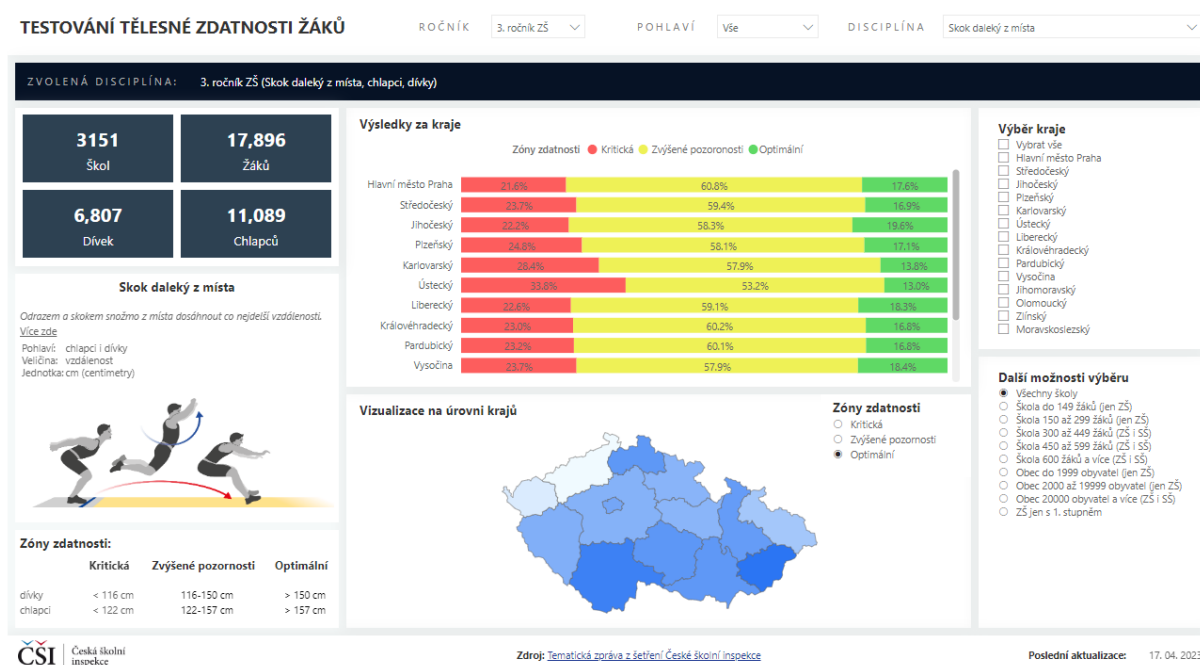 TESTOVÁNÍ TĚLESNÉ ZDATNOSTI ŽÁKŮ
ROČNÍK 3. ročník ZŠ POHLAVÍ Vše DISCIPLÍNA Skok daleký z místa
ZVOLENÁ DISCIPLÍNA: 3. ročník ZŠ (Skok daleký z místa, chlapci, dívky)
3151
Škol
17,896
Žáků
6,807
Dívek
11,089
Chlapců
Skok daleký z místa
Odrazem a skokem snožmo z místa dosáhnout co nejdelší vzdálenosti.
Více zde
Pohlaví: chlapci i dívky
Veličina: vzdálenost
Jednotka: cm (centimetry)
Zóny zdatnosti:
Kritická Zvýšené pozornosti Optimální
dívky < 116 cm 116-150 cm > 150 cm
chlapci < 122 cm 122-157 cm > 157 cm
Výsledky za kraje
Zóny zdatnosti Kritická Zvýšené pozoronosti Optimální
Hlavní město Praha 21.6% 60.8% 17.6%
Středočeský 23.7% 59.4% 16.9%
Jihočeský 22.2% 58.3% 19.6%
Plzeňský 24.8% 58.1% 17.1%
Karlovarský 28.4% 57.9% 13.8%
Ústecký 33.8% 53.2% 13.0%
Liberecký 22.6% 59.1% 18.3%
Královéhradecký 23.0% 60.2% 16.8%
Pardubický 23.2% 60.1% 16.8%
Vysočina 23.7% 57.9% 18.4%
Vizualizace na úrovni krajů
Zóny zdatnosti
Kritická
Zvýšené pozornosti
Optimální
Výběr kraje
Vybrat vše
Hlavní město Praha
Středočeský
Jihočeský
Plzeňský
Karlovarský
Ústecký
Liberecký
Královéhradecký
Pardubický
Vysočina
Jihomoravský
Olomoucký
Zlínský
Moravskoslezský
Další možnosti výběru
Všechny školy
Škola do 149 žáků (jen ZŠ)
Škola 150 až 299 žáků (jen ZŠ)
Škola 300 až 449 žáků (ZŠ i SŠ)
Škola 450 až 599 žáků (ZŠ i SŠ)
Škola 600 žáků a více (ZŠ i SŠ)
Obec do 1999 obyvatel (jen ZŠ)
Obec 2000 až 19999 obyvatel (jen ZŠ)
Obec 20000 obyvatel a více (ZŠ i SŠ)
ZŠ jen s 1. stupněm
ČŠI Česká školní
inspekce
Zdroj: Tematická zpráva z šetření České školní inspekce
Poslední aktualizace: 17. 04. 2023